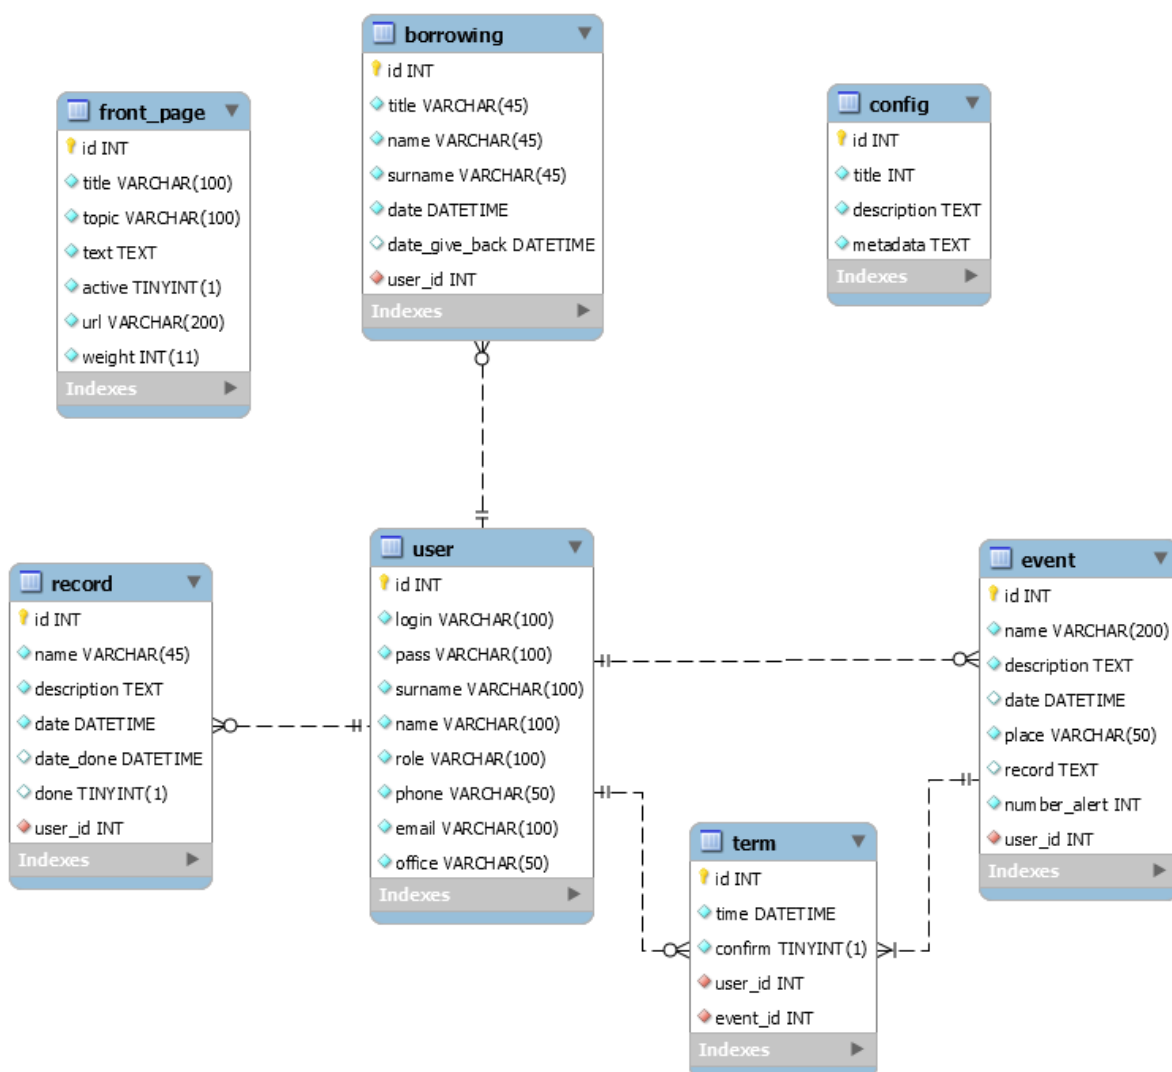 borrowing
id INT
title VARCHAR(45)
name VARCHAR(45)
surname VARCHAR(45)
date DATETIME
date_give_back DATETIME
user_id INT
Indexes
front_page
id INT
title VARCHAR(100)
topic VARCHAR(100)
text TEXT
active TINYINT(1)
url VARCHAR(200)
weight INT(11)
Indexes
config
id INT
title INT
description TEXT
metadata TEXT
Indexes
record
id INT
name VARCHAR(45)
description TEXT
date DATETIME
date_done DATETIME
done TINYINT(1)
user_id INT
Indexes
user
id INT
login VARCHAR(100)
pass VARCHAR(100)
surname VARCHAR(100)
name VARCHAR(100)
role VARCHAR(100)
phone VARCHAR(50)
email VARCHAR(100)
office VARCHAR(50)
Indexes
event
id INT
name VARCHAR(200)
description TEXT
date DATETIME
place VARCHAR(50)
record TEXT
number_alert INT
user_id INT
Indexes
term
id INT
time DATETIME
confirm TINYINT(1)
user_id INT
event_id INT
Indexes